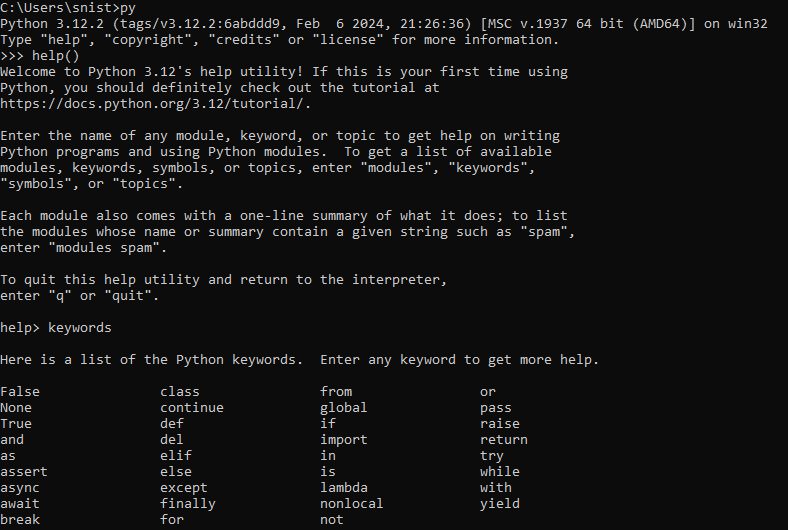 C:\Users\snist>py
Python 3.12.2 (tags/v3.12.2:6abddd9, Feb  6 2024, 21:26:36) [MSC v.1937 64 bit (AMD64)] on win32
Type "help", "copyright", "credits" or "license" for more information.
>>> help()
Welcome to Python 3.12's help utility! If this is your first time using
Python, you should definitely check out the tutorial at
https://docs.python.org/3.12/tutorial/.

Enter the name of any module, keyword, or topic to get help on writing
Python programs and using Python modules.  To get a list of available
modules, keywords, symbols, or topics, enter "modules", "keywords",
"symbols", or "topics".

Each module also comes with a one-line summary of what it does; to list
the modules whose name or summary contain a given string such as "spam",
enter "modules spam".

To quit this help utility and return to the interpreter,
enter "q" or "quit".

help> keywords

Here is a list of the Python keywords.  Enter any keyword to get more help.

False               class               from                or
None                continue            global              pass
True                def                 if                  raise
and                 del                 import              return
as                  elif                in                  try
assert              else                is                  while
async               except              lambda              with
await               finally             nonlocal            yield
break               for                 not